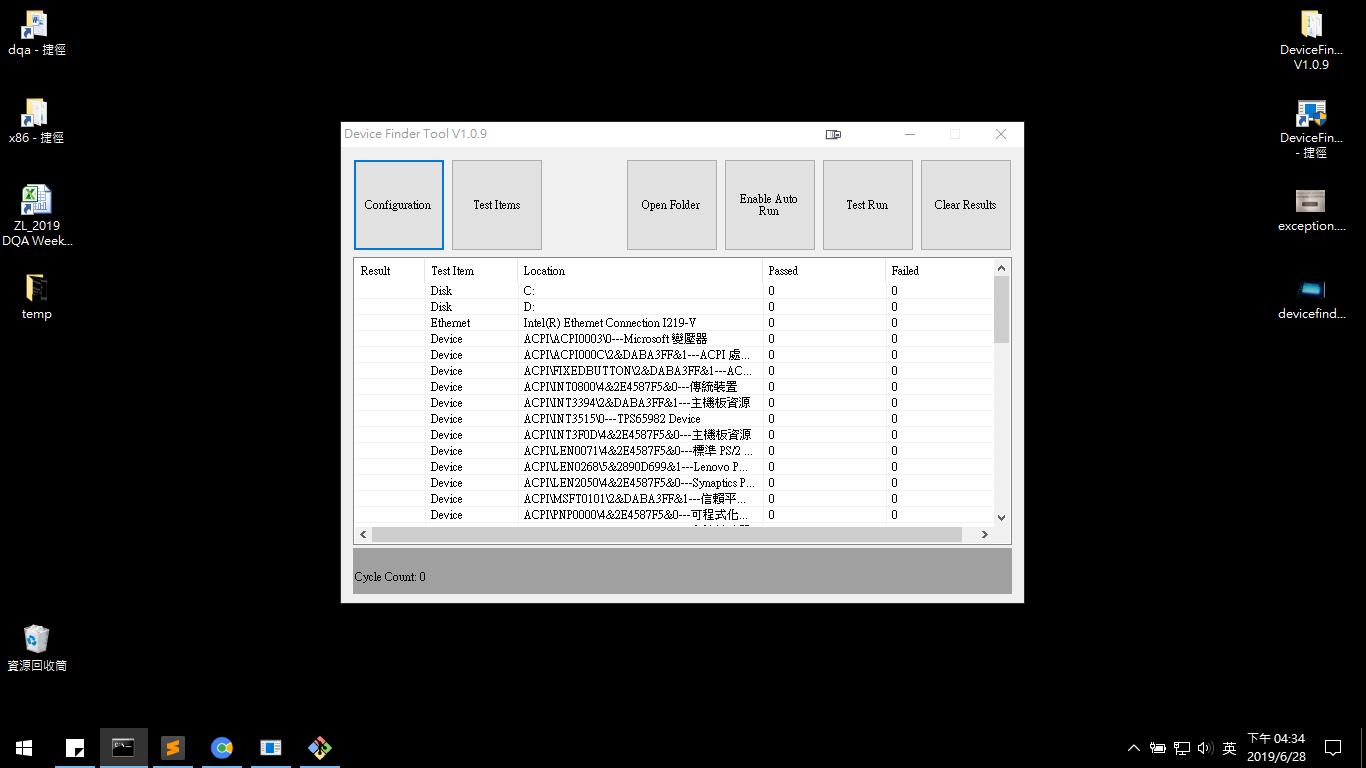 dqa - 捷徑
x86 - 捷徑
ZL_2019
DQA Week...
temp
資源回收筒
DeviceFin...
V1.0.9
DeviceFin...
- 捷徑
exception....
devicefind...
Device Finder Tool V1.0.9
Configuration
Test Items
Open Folder
Enable Auto
Run
Test Run
Clear Results
Result Test Item Location Passed Failed
Disk C: 0 0
Disk D: 0 0
Ethernet Intel(R) Ethernet Connection I219-V 0 0
Device ACPI\ACPI0003\0---Microsoft 變壓器 0 0
Device ACPI\ACPI000C\2&DABA3FF&1---ACPI 處... 0 0
Device ACPI\FIXEDBUTTON\2&DABA3FF&1---AC... 0 0
Device ACPI\INT0800\4&2E4587F5&0---傳統裝置 0 0
Device ACPI\INT3394\2&DABA3FF&1---主機板資源 0 0
Device ACPI\INT3515\0---TPS65982 Device 0 0
Device ACPI\INT3F0D\4&2E4587F5&0---主機板資源 0 0
Device ACPI\LEN0071\4&2E4587F5&0---標準 PS/2 ... 0 0
Device ACPI\LEN0268\5&2890D699&1---Lenovo P... 0 0
Device ACPI\LEN2050\4&2E4587F5&0---Synaptics P... 0 0
Device ACPI\MSFT0101\2&DABA3FF&1---信賴平... 0 0
Device ACPI\PNP0000\4&2E4587F5&0---可程式化... 0 0
Cycle Count: 0
英
下午 04:34
2019/6/28